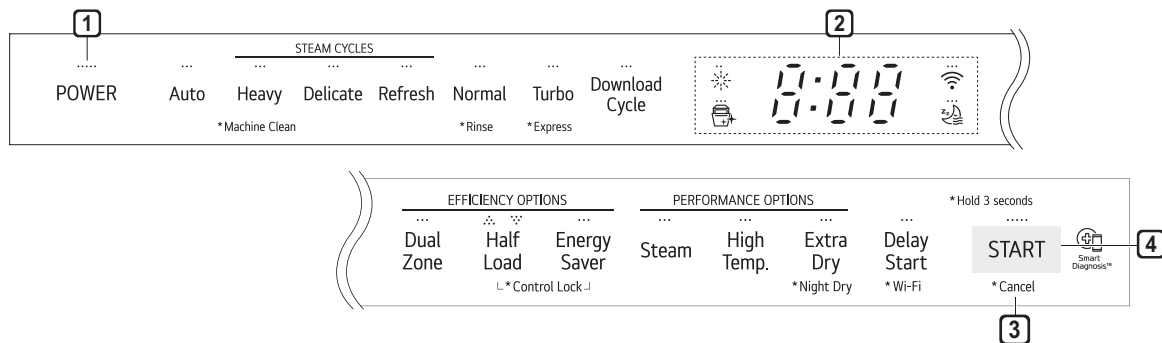 1
2
STEAM CYCLES
POWER
Auto
Heavy
Delicate
Refresh
Normal
Turbo
Download
Cycle
8:88
*Machine Clean
*Rinse
*Express
EFFICIENCY OPTIONS
PERFORMANCE OPTIONS
*Hold 3 seconds
Dual
Zone
Half
Load
Energy
Saver
Steam
High
Temp.
Extra
Dry
Delay
Start
START
Smart
Diagnosis™
4
*Control Lock
*Night Dry
*Wi-Fi
*Cancel
3